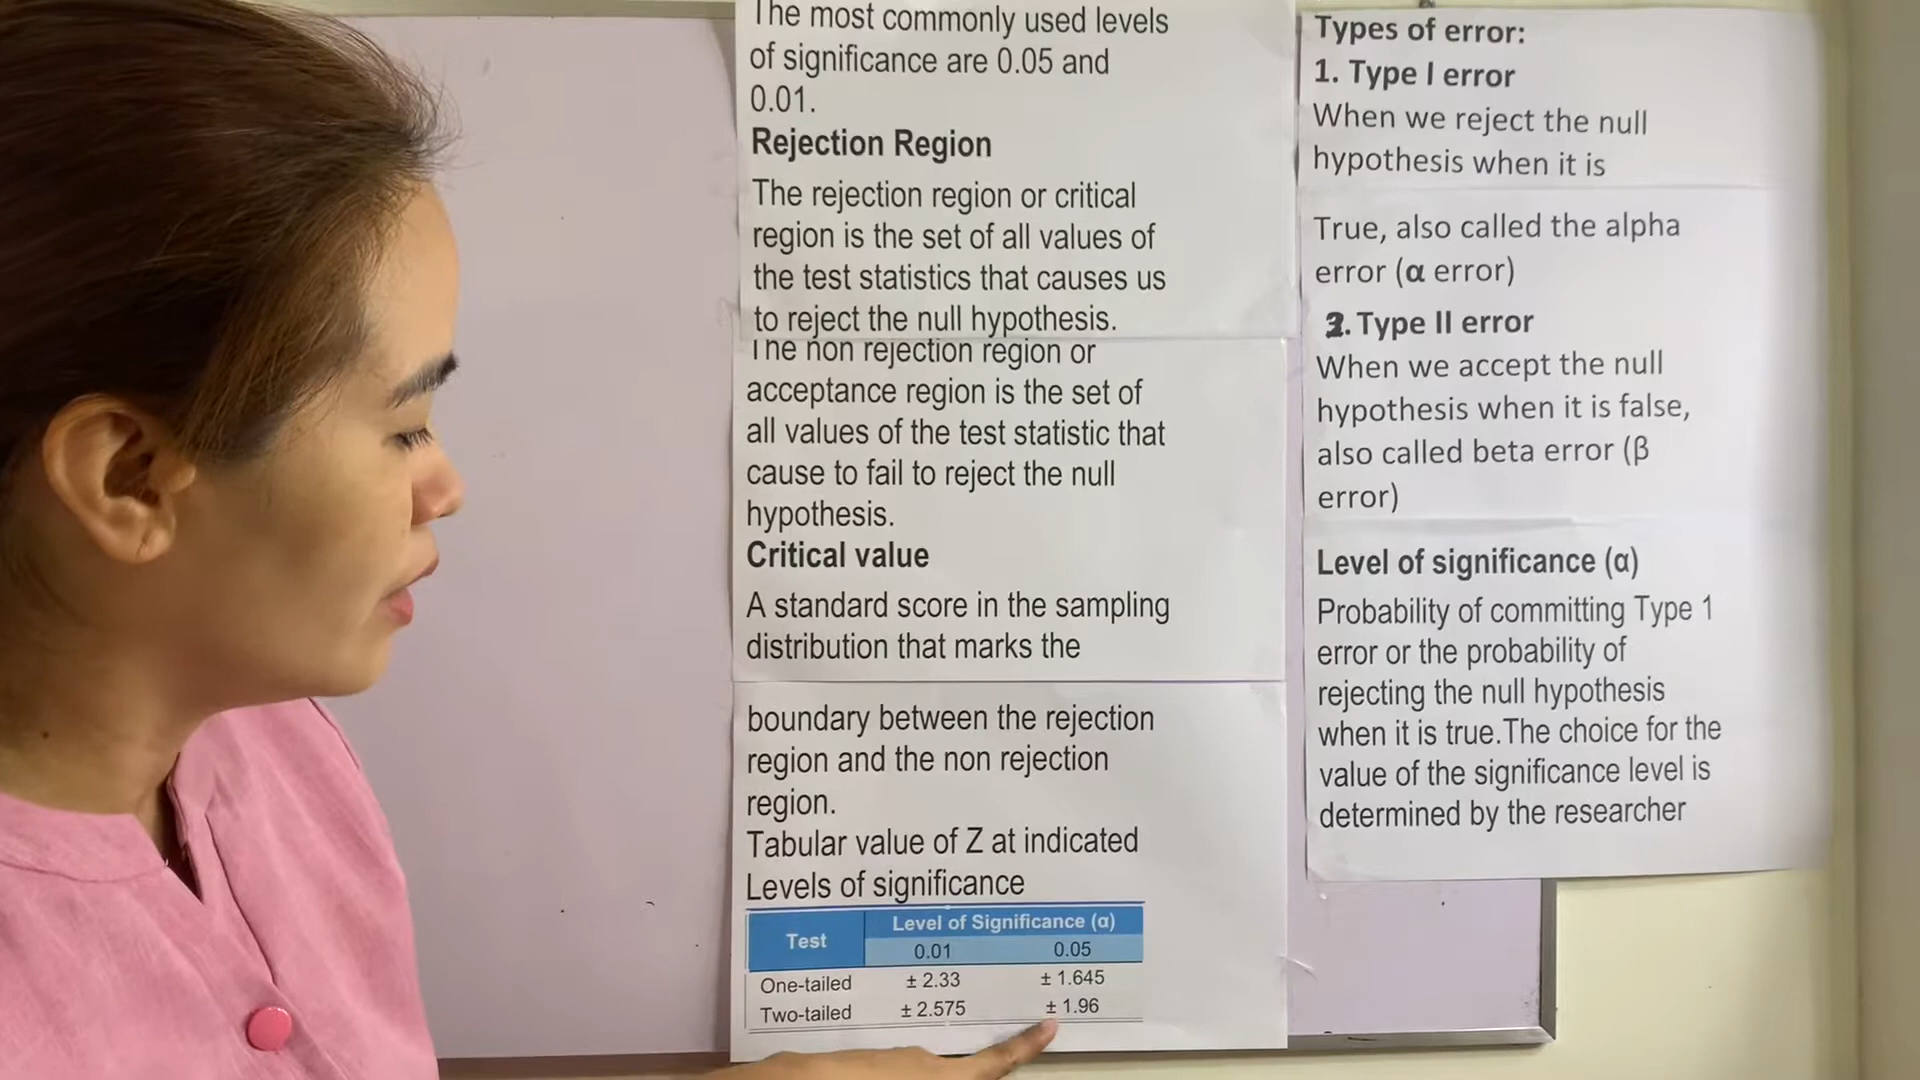 The most commonly used levels
of significance are 0.05 and
0.01.
Rejection Region
The rejection region or critical
region is the set of all values of
the test statistics that causes us
to reject the null hypothesis.
The non rejection region or
acceptance region is the set of
all values of the test statistic that
cause to fail to reject the null
hypothesis.
Critical value
A standard score in the sampling
distribution that marks the
boundary between the rejection
region and the non rejection
region.
Tabular value of Z at indicated
Levels of significance
Test Level of Significance (α)
0.01 0.05
One-tailed ± 2.33 ± 1.645
Two-tailed ± 2.575 ± 1.96
Types of error:
1. Type I error
When we reject the null
hypothesis when it is
True, also called the alpha
error (α error)
2. Type II error
When we accept the null
hypothesis when it is false,
also called beta error (β
error)
Level of significance (α)
Probability of committing Type 1
error or the probability of
rejecting the null hypothesis
when it is true.The choice for the
value of the significance level is
determined by the researcher